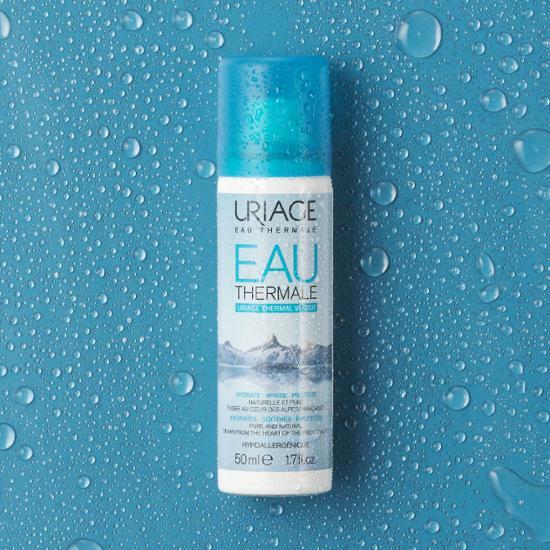 URIAGE
EAU THERMALE
EAU
THERMALE
URIAGE THERMAL WATER
HYDRATE - APAISE - PROTÈGE
NATURELLE ET PURE
PUISÉE AU CŒUR DES ALPES FRANÇAISES
HYDRATES - SOOTHES - PROTECTS
PURE AND NATURAL
DRAWN FROM THE HEART OF THE FRENCH ALPS
HYPOALLERGÉNIQUE
50 ml e 1.7 fl.oz.